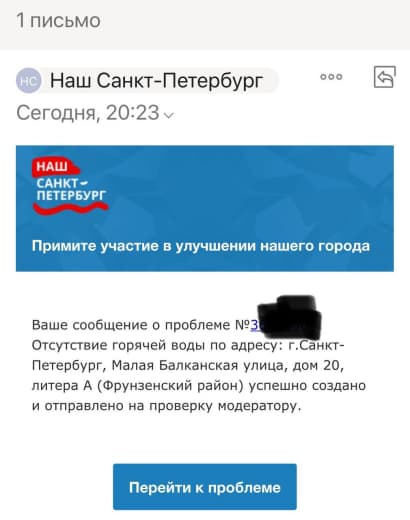 1 письмо
НС Наш Санкт-Петербург
Сегодня, 20:23
НАШ
САНКТ-
ПЕТЕРБУРГ
Примите участие в улучшении нашего города
Ваше сообщение о проблеме №3
Отсутствие горячей воды по адресу: г.Санкт-
Петербург, Малая Балканская улица, дом 20,
литера А (Фрунзенский район) успешно создано
и отправлено на проверку модератору.
Перейти к проблеме